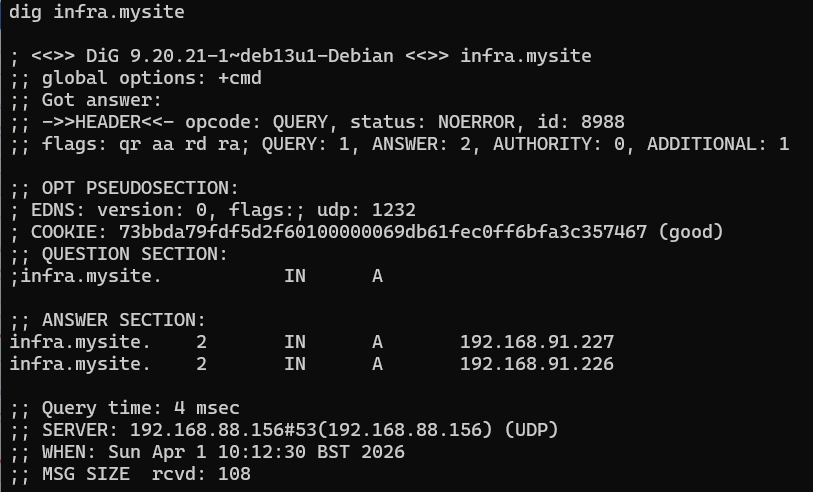 dig infra.mysite
; <<>> DiG 9.20.21-1~deb13u1-Debian <<>> infra.mysite
;; global options: +cmd
;; Got answer:
;; ->>HEADER<<- opcode: QUERY, status: NOERROR, id: 8988
;; flags: qr aa rd ra; QUERY: 1, ANSWER: 2, AUTHORITY: 0, ADDITIONAL: 1
;; OPT PSEUDOSECTION:
; EDNS: version: 0, flags:; udp: 1232
; COOKIE: 73bbda79fdf5d2f60100000069db61fec0ff6bfa3c357467 (good)
;; QUESTION SECTION:
;infra.mysite. IN A
;; ANSWER SECTION:
infra.mysite. 2 IN A 192.168.91.227
infra.mysite. 2 IN A 192.168.91.226
;; Query time: 4 msec
;; SERVER: 192.168.88.156#53(192.168.88.156) (UDP)
;; WHEN: Sun Apr 1 10:12:30 BST 2026
;; MSG SIZE rcvd: 108